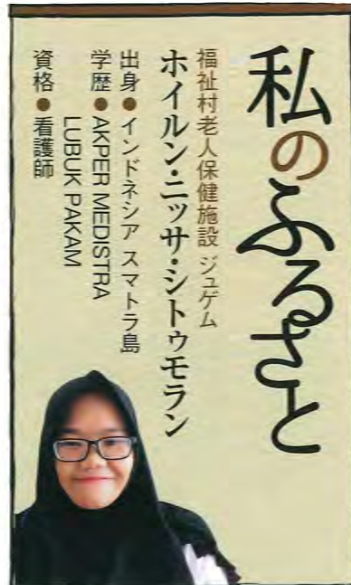 私のふるさと
福祉村老人保健施設 ジュゲム
ホイルン・ニッサ・シトゥモラン
出身●インドネシア スマトラ島
学歴●AKPER MEDISTRA
LUBUK PAKAM
資格●看護師